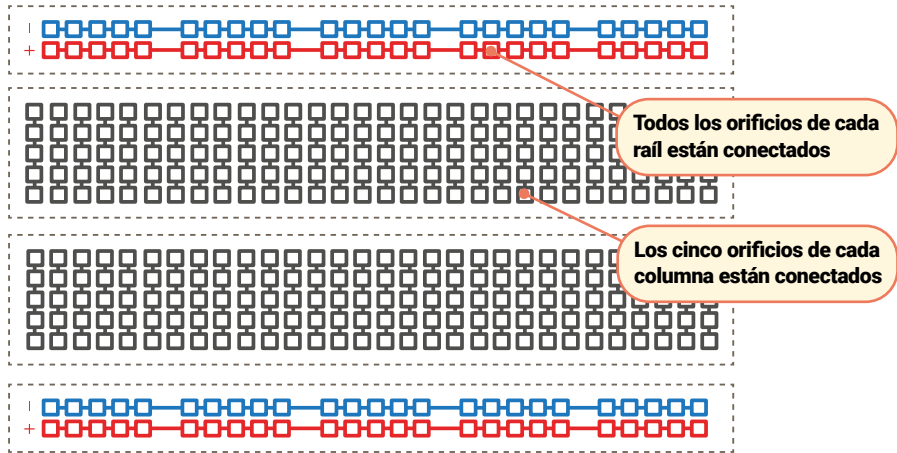 -
+
Todos los orificios de cada
raíl están conectados
Los cinco orificios de cada
columna están conectados
-
+